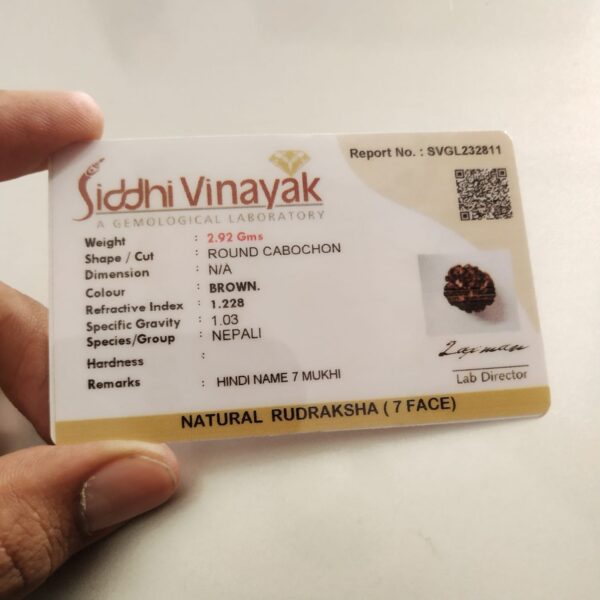 Siddhi Vinayak
A GEMOLOGICAL LABORATORY
Report No. : SVGL232811
Weight : 2.92 Gms
Shape / Cut : ROUND CABOCHON
Dimension : N/A
Colour : BROWN.
Refractive Index : 1.228
Specific Gravity : 1.03
Species/Group : NEPALI
Hardness :
Remarks : HINDI NAME 7 MUKHI
Laxman
Lab Director
NATURAL RUDRAKSHA ( 7 FACE)